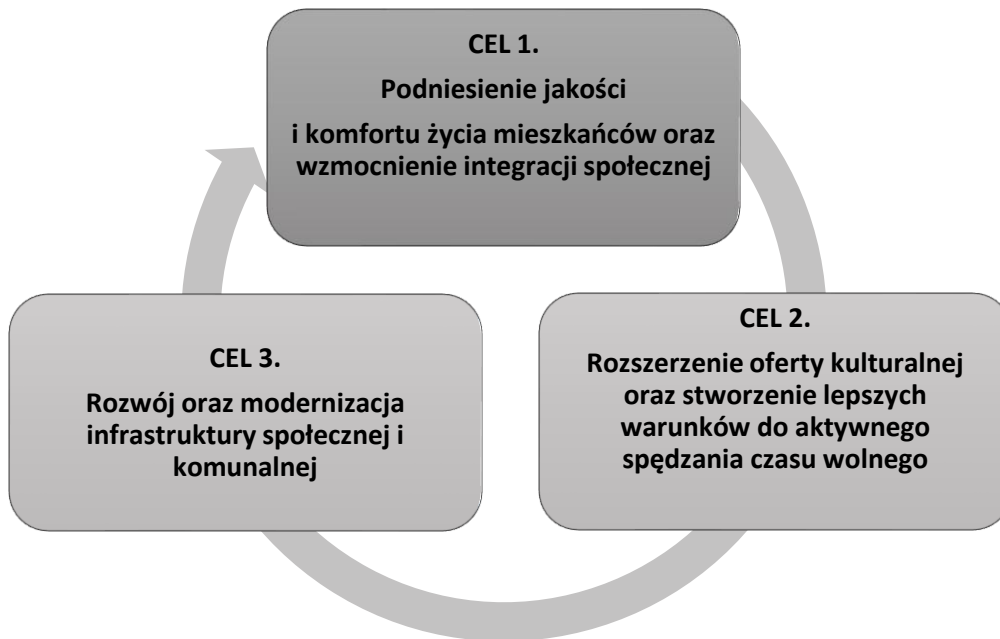 CEL 1.
Podniesienie jakości
i komfortu życia mieszkańców oraz
wzmocnienie integracji społecznej
CEL 2.
Rozszerzenie oferty kulturalnej
oraz stworzenie lepszych
warunków do aktywnego
spędzania czasu wolnego
CEL 3.
Rozwój oraz modernizacja
infrastruktury społecznej i
komunalnej